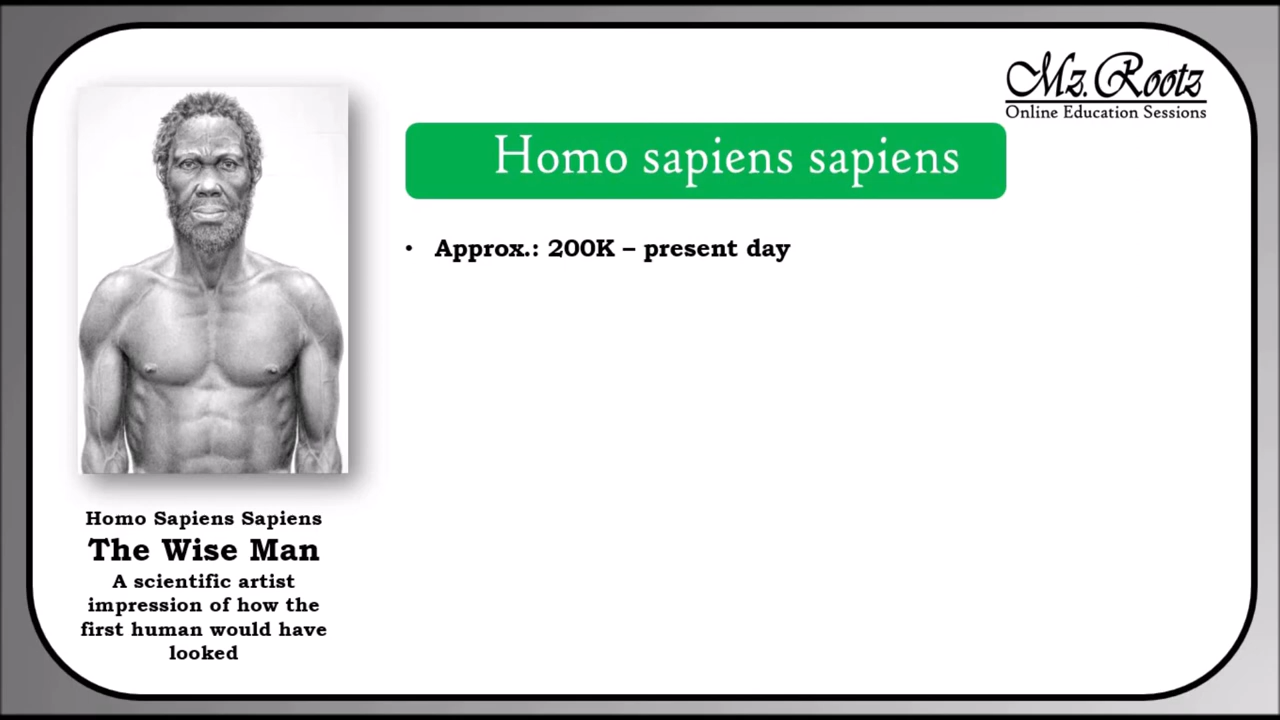 Mz. Rootz
Online Education Sessions
Homo sapiens sapiens
• Approx.: 200K – present day
Homo Sapiens Sapiens
The Wise Man
A scientific artist
impression of how the
first human would have
looked